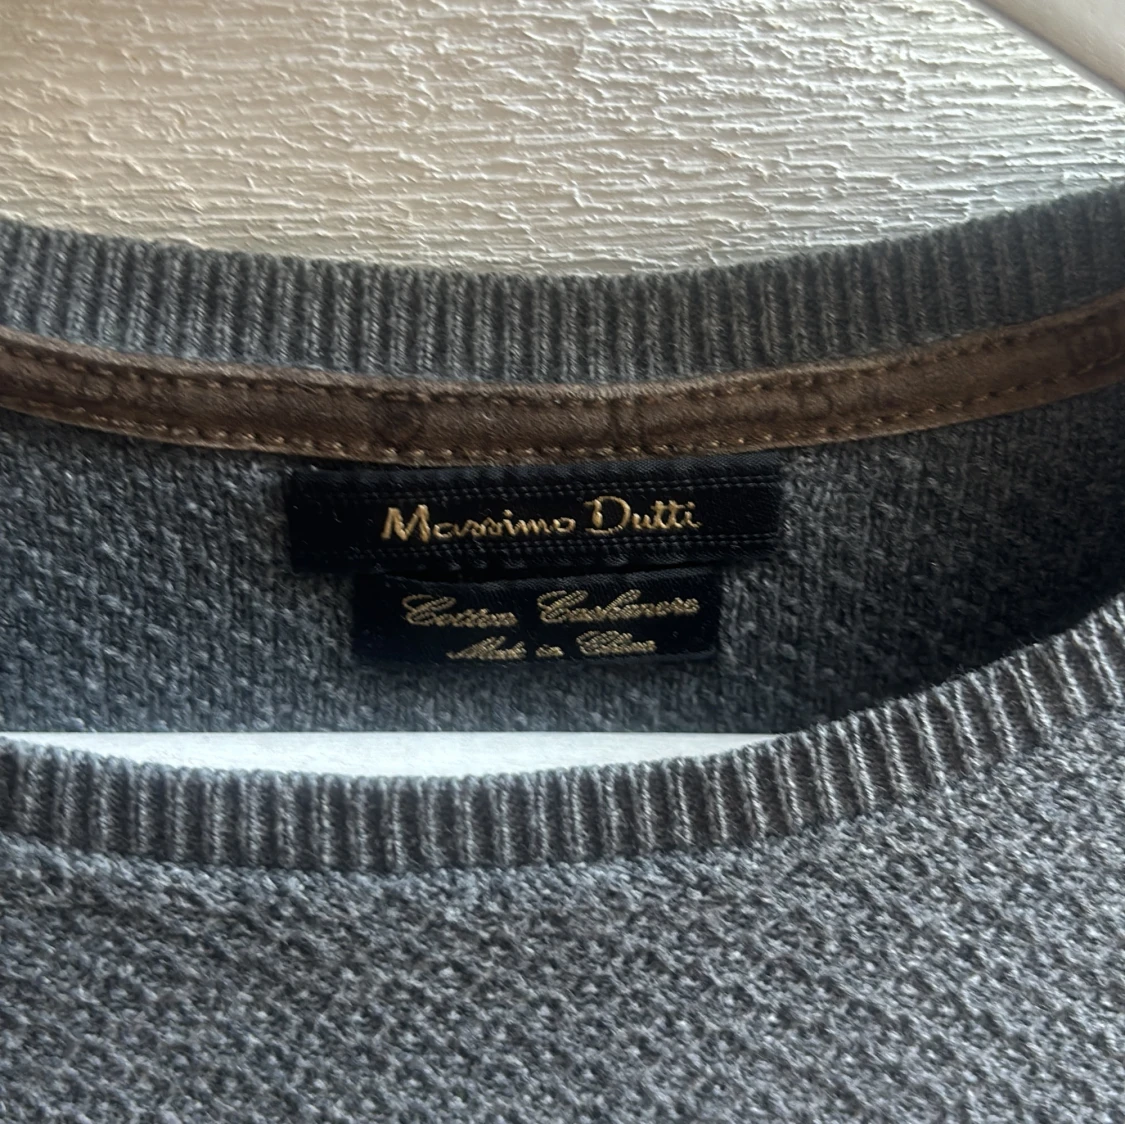 Massimo Dutti
Cotton Cashmere
Made in China